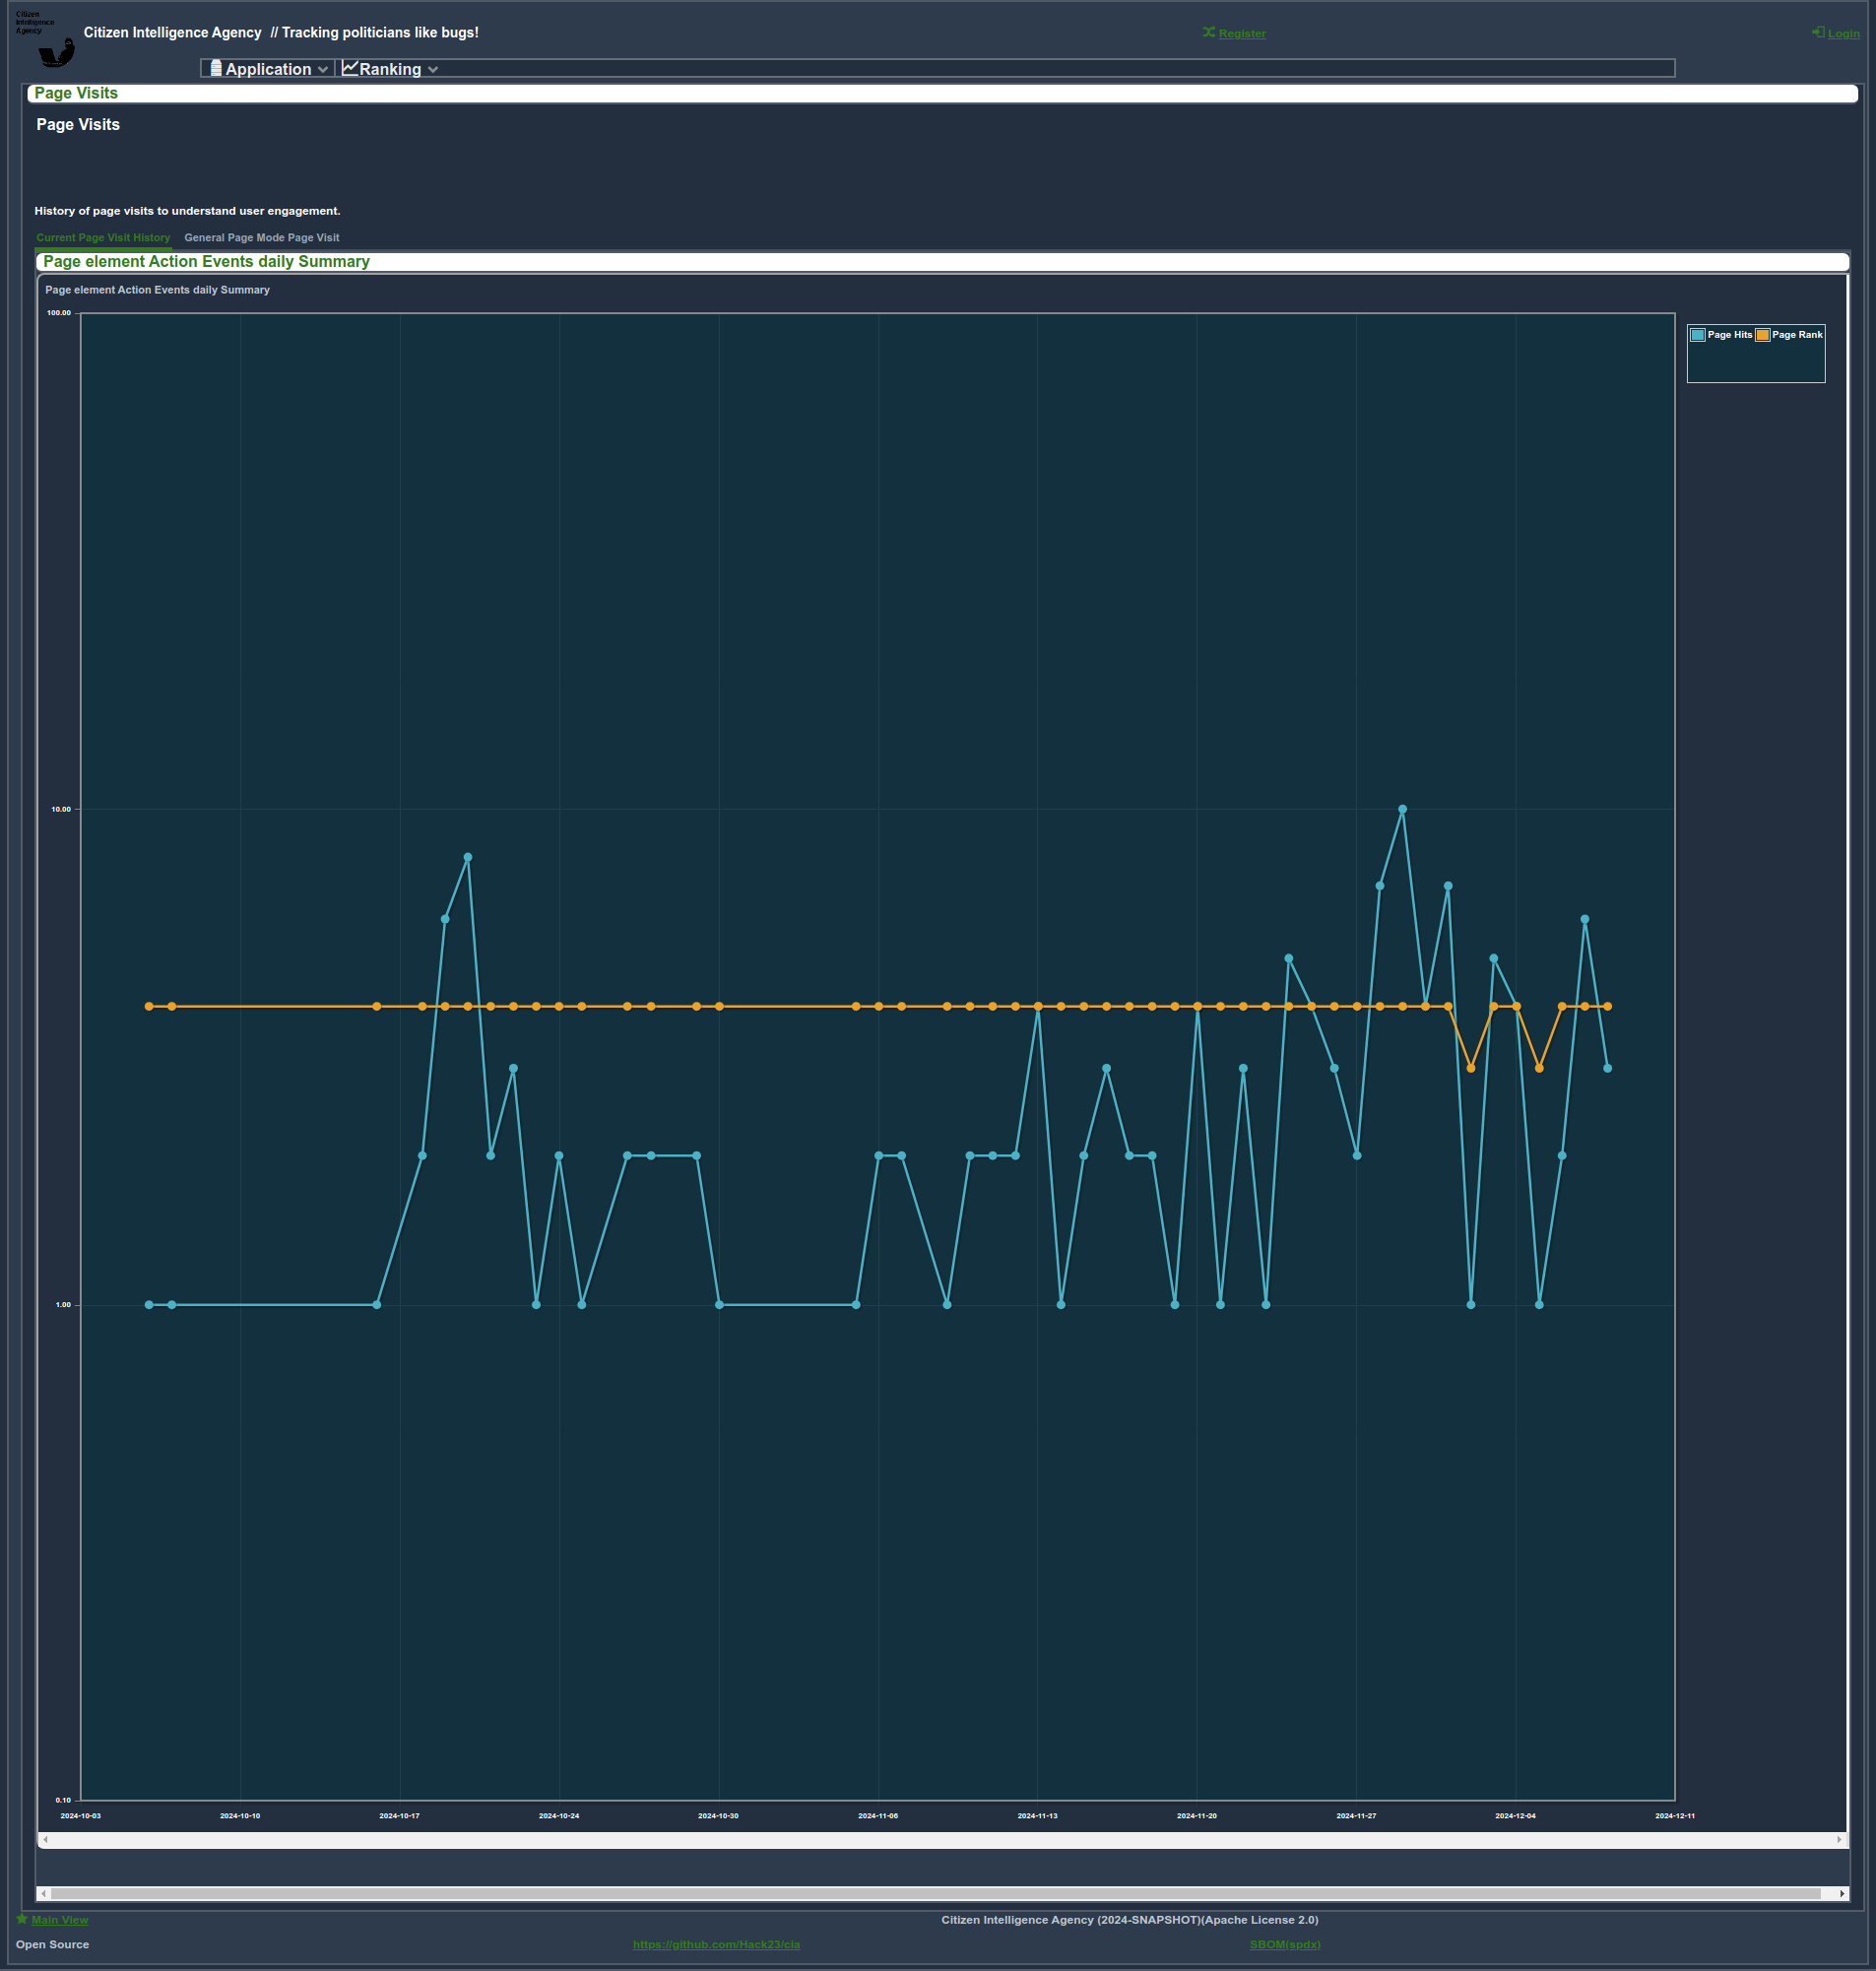 Citizen
Intelligence
Agency
Citizen Intelligence Agency // Tracking politicians like bugs!
Register
Login
Application
Ranking
Page Visits
Page Visits
History of page visits to understand user engagement.
Current Page Visit History
General Page Mode Page Visit
Page element Action Events daily Summary
Page element Action Events daily Summary
100.00
Page Hits
Page Rank
10.00
1.00
0.10
2024-10-03
2024-10-10
2024-10-17
2024-10-24
2024-10-30
2024-11-06
2024-11-13
2024-11-20
2024-11-27
2024-12-04
2024-12-11
Main View
Citizen Intelligence Agency (2024-SNAPSHOT)(Apache License 2.0)
Open Source
https://github.com/Hack23/cia
SBOM(spdx)